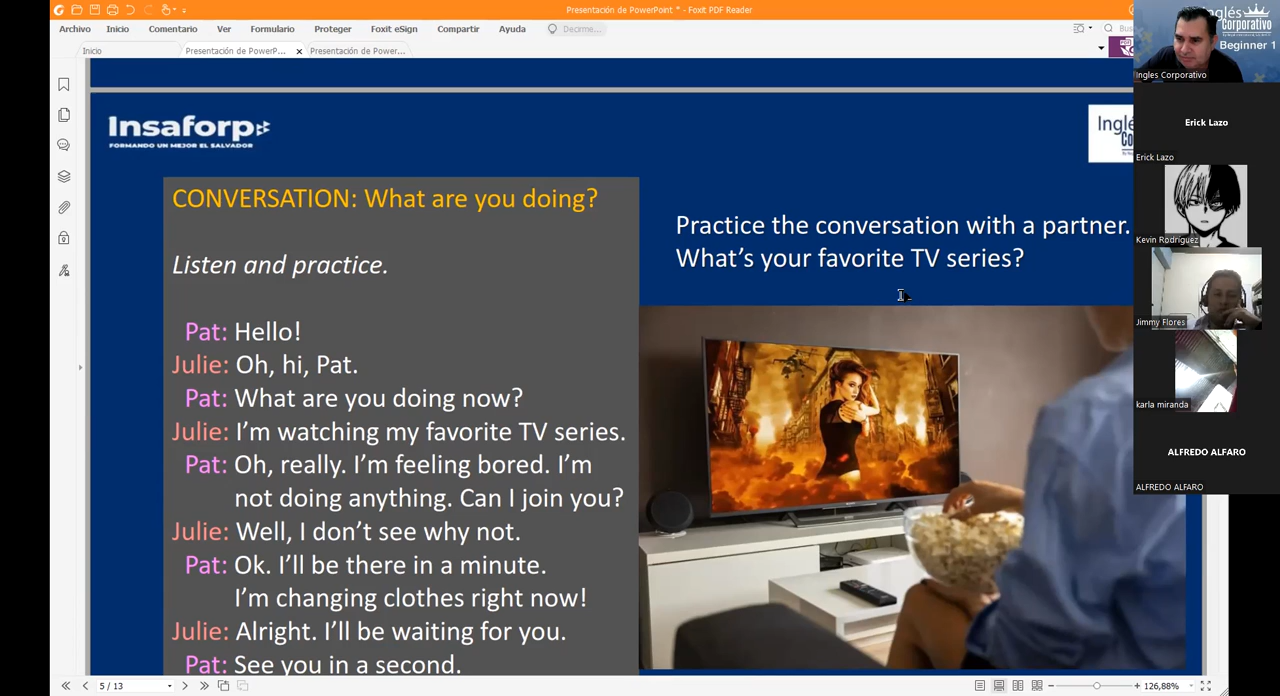 Presentación de PowerPoint * - Foxit PDF Reader
Archivo Inicio Comentario Ver Formulario Proteger Foxit eSign Compartir Ayuda Decirme...
Inicio Presentación de PowerP... Presentación de Power...
Insaforp
FORMANDO UN MEJOR EL SALVADOR
CONVERSATION: What are you doing?
Listen and practice.
Pat: Hello!
Julie: Oh, hi, Pat.
Pat: What are you doing now?
Julie: I'm watching my favorite TV series.
Pat: Oh, really. I'm feeling bored. I'm
not doing anything. Can I join you?
Julie: Well, I don't see why not.
Pat: Ok. I'll be there in a minute.
I'm changing clothes right now!
Julie: Alright. I'll be waiting for you.
Pat: See you in a second.
Practice the conversation with a partner.
What's your favorite TV series?
Inglés
Corporativo
Beginner 1
Ingles Corporativo
Erick Lazo
Erick Lazo
Kevin Rodríguez
Jimmy Flores
karla miranda
ALFREDO ALFARO
ALFREDO ALFARO
5 / 13
126,88%